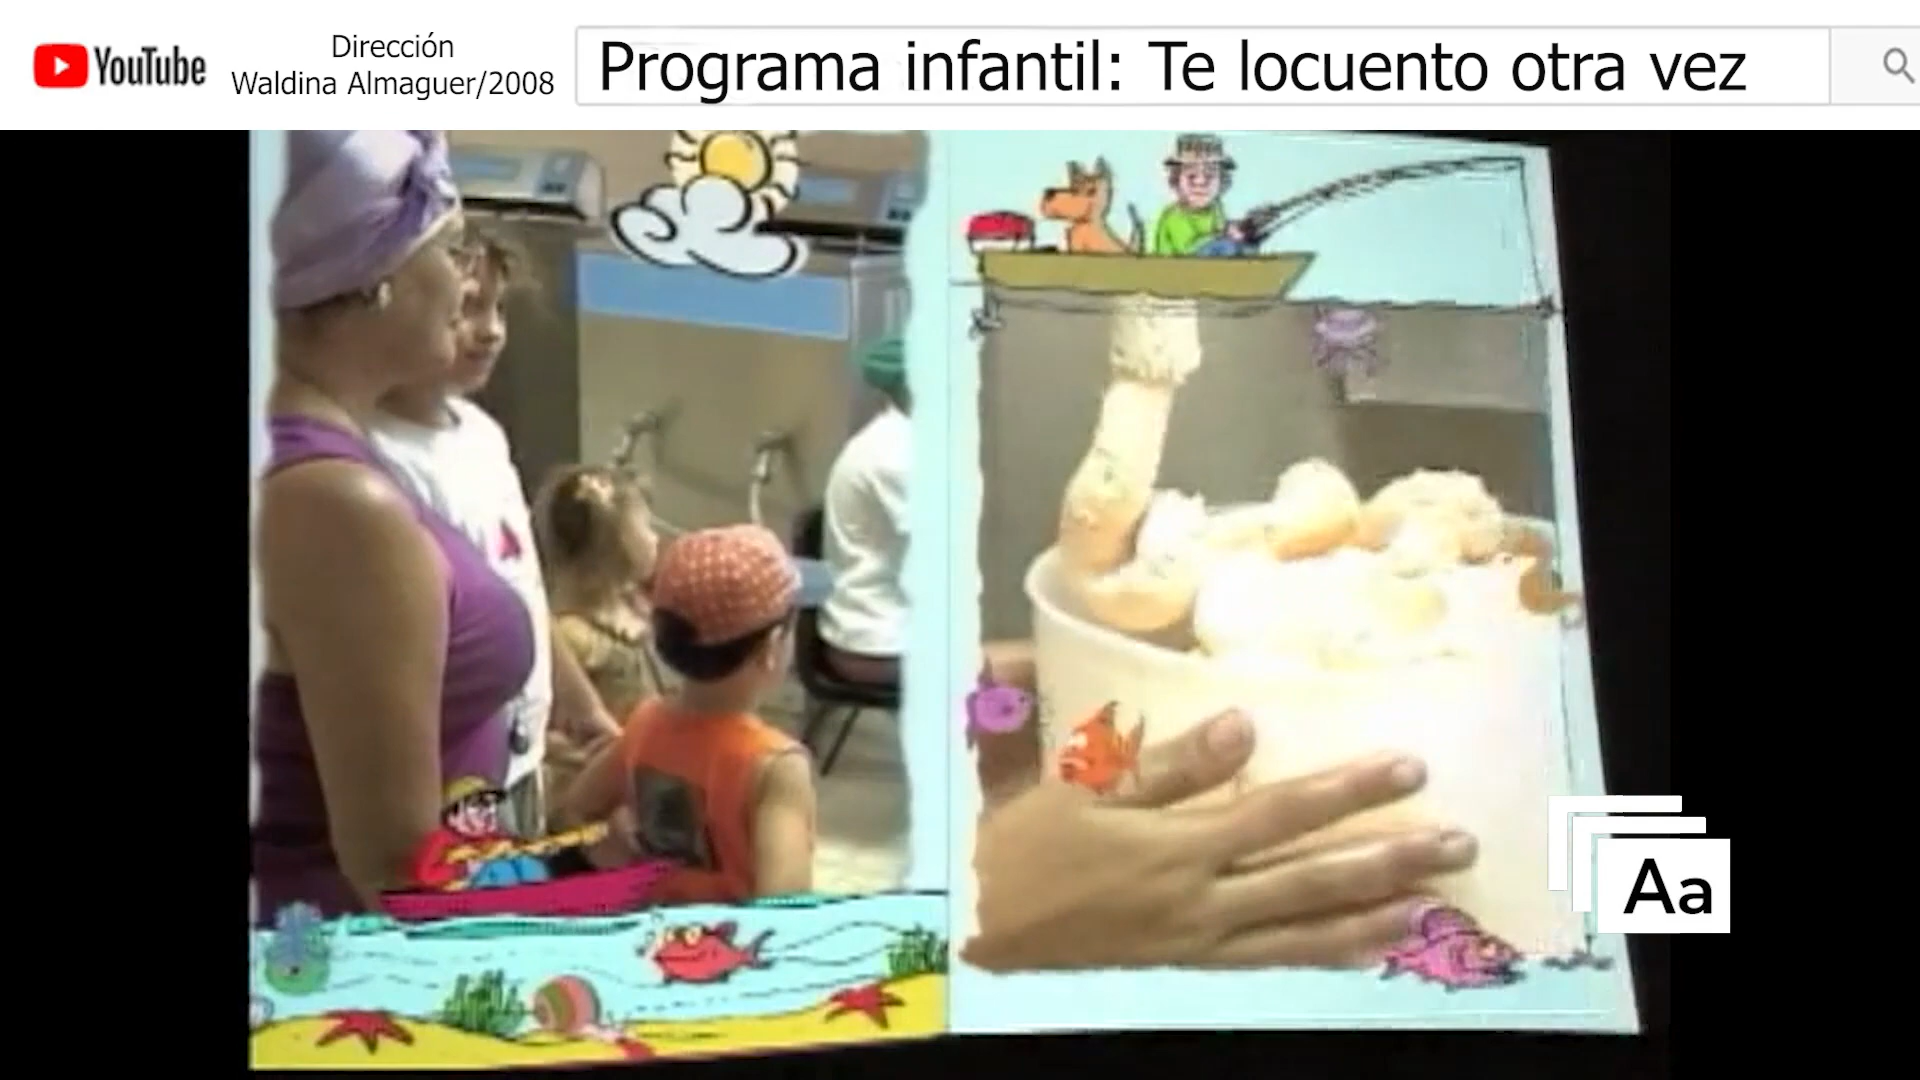 YouTube
Dirección
Waldina Almaguer/2008
Programa infantil: Te locuento otra vez
Aa